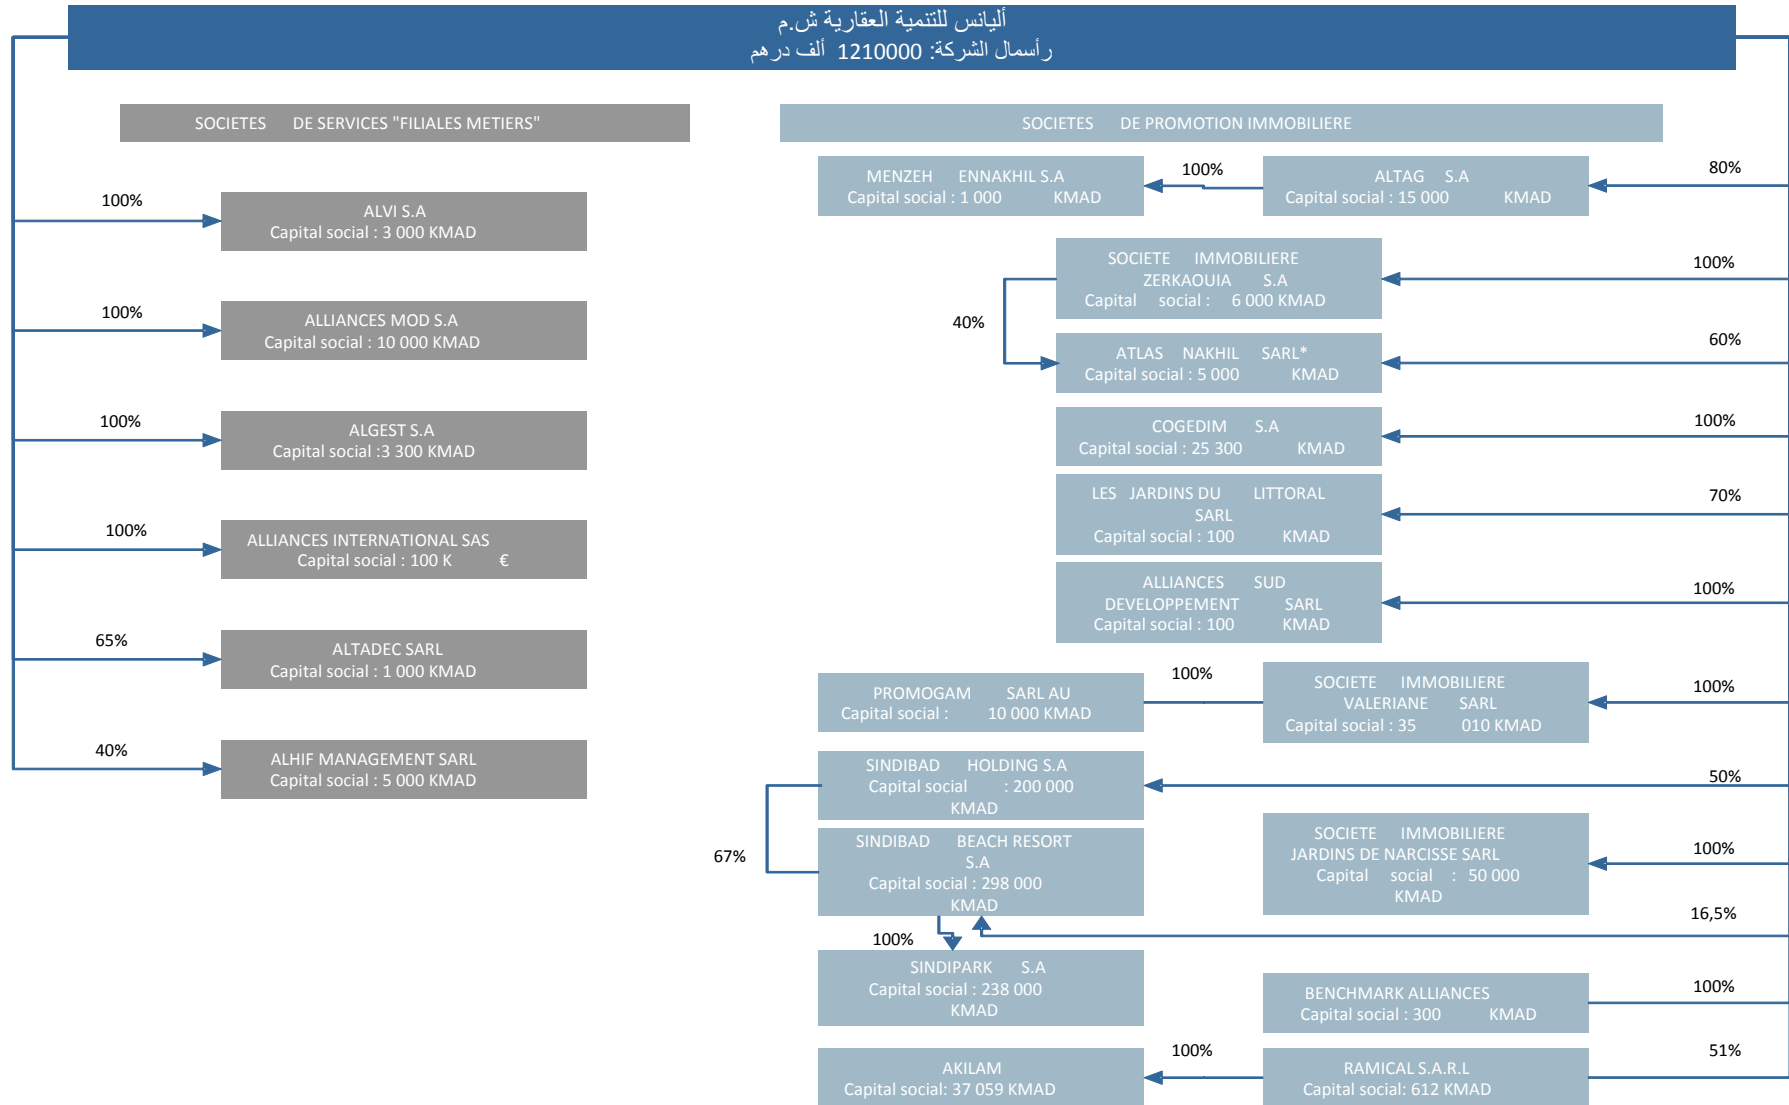 أليانس للتنمية العقارية ش.م
رأسمال الشركة: 1210000 ألف درهم
SOCIETES DE SERVICES "FILIALES METIERS"
100%
ALVI S.A
Capital social : 3 000 KMAD
100%
ALLIANCES MOD S.A
Capital social : 10 000 KMAD
100%
ALGEST S.A
Capital social :3 300 KMAD
100%
ALLIANCES INTERNATIONAL SAS
Capital social : 100 K €
65%
ALTADEC SARL
Capital social : 1 000 KMAD
40%
ALHIF MANAGEMENT SARL
Capital social : 5 000 KMAD
SOCIETES DE PROMOTION IMMOBILIERE
MENZEH ENNAKHIL S.A
Capital social : 1 000 KMAD
100%
ALTAG S.A
Capital social : 15 000 KMAD
80%
SOCIETE IMMOBILIERE
ZERKAOUIA S.A
Capital social : 6 000 KMAD
100%
40%
ATLAS NAKHIL SARL*
Capital social : 5 000 KMAD
60%
COGEDIM S.A
Capital social : 25 300 KMAD
100%
LES JARDINS DU LITTORAL
SARL
Capital social : 100 KMAD
70%
ALLIANCES SUD
DEVELOPPEMENT SARL
Capital social : 100 KMAD
100%
PROMOGAM SARL AU
Capital social : 10 000 KMAD
100%
SOCIETE IMMOBILIERE
VALERIANE SARL
Capital social : 35 010 KMAD
100%
SINDIBAD HOLDING S.A
Capital social : 200 000
KMAD
50%
67%
SINDIBAD BEACH RESORT
S.A
Capital social : 298 000
KMAD
SOCIETE IMMOBILIERE
JARDINS DE NARCISSE SARL
Capital social : 50 000
KMAD
100%
16,5%
100%
SINDIPARK S.A
Capital social : 238 000
KMAD
BENCHMARK ALLIANCES
Capital social : 300 KMAD
100%
AKILAM
Capital social: 37 059 KMAD
100%
RAMICAL S.A.R.L
Capital social: 612 KMAD
51%